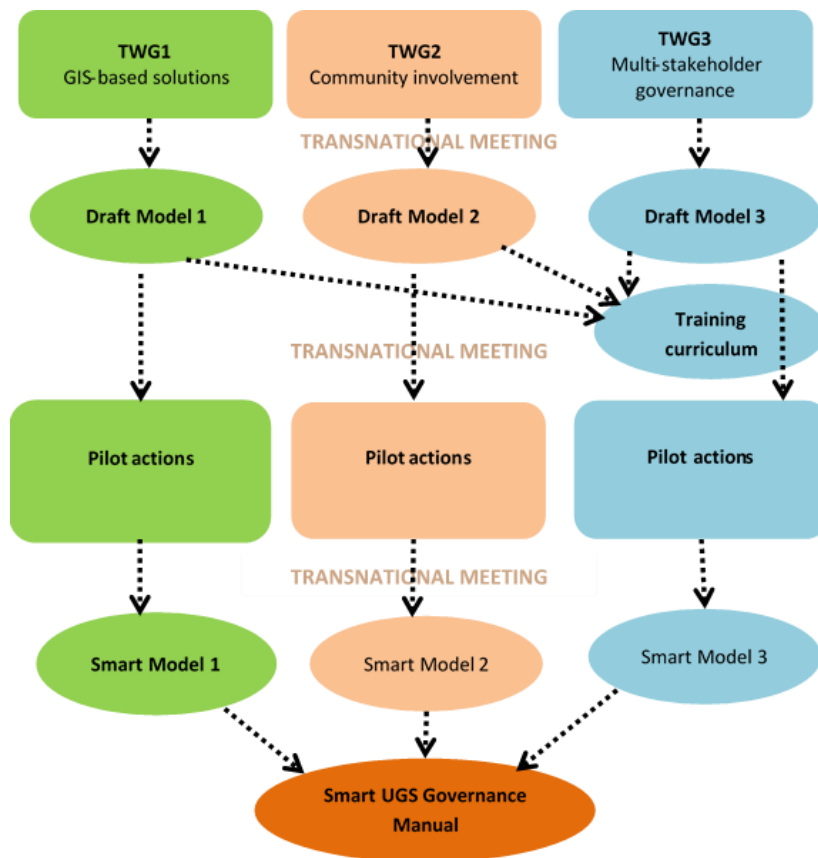 TWG1
GIS-based solutions
TWG2
Community involvement
TWG3
Multi-stakeholder
governance
TRANSNATIONAL MEETING
Draft Model 1
Draft Model 2
Draft Model 3
Training
curriculum
TRANSNATIONAL MEETING
Pilot actions
Pilot actions
Pilot actions
TRANSNATIONAL MEETING
Smart Model 1
Smart Model 2
Smart Model 3
Smart UGS Governance
Manual